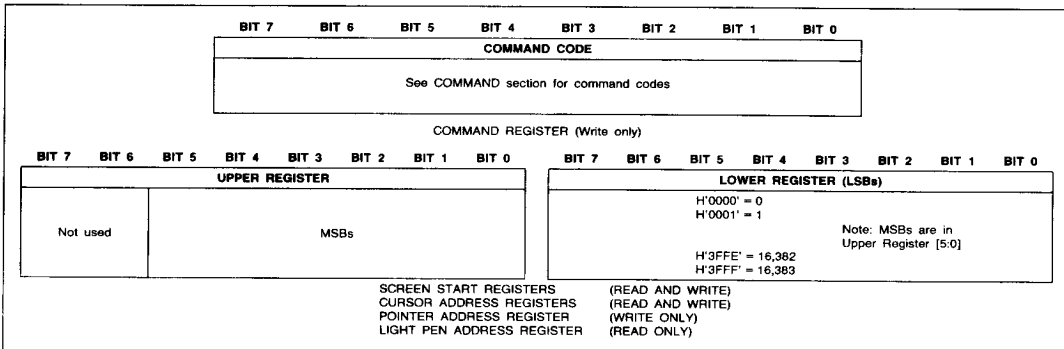 BIT 7 BIT 6 BIT 5 BIT 4 BIT 3 BIT 2 BIT 1 BIT 0
COMMAND CODE
See COMMAND section for command codes
COMMAND REGISTER (Write only)
BIT 7 BIT 6 BIT 5 BIT 4 BIT 3 BIT 2 BIT 1 BIT 0
UPPER REGISTER
Not used MSBs
BIT 7 BIT 6 BIT 5 BIT 4 BIT 3 BIT 2 BIT 1 BIT 0
LOWER REGISTER (LSBs)
H'0000' = 0
H'0001' = 1
Note: MSBs are in
Upper Register [5:0]
H'3FFE' = 16,382
H'3FFF' = 16,383
SCREEN START REGISTERS (READ AND WRITE)
CURSOR ADDRESS REGISTERS (READ AND WRITE)
POINTER ADDRESS REGISTER (WRITE ONLY)
LIGHT PEN ADDRESS REGISTER (READ ONLY)